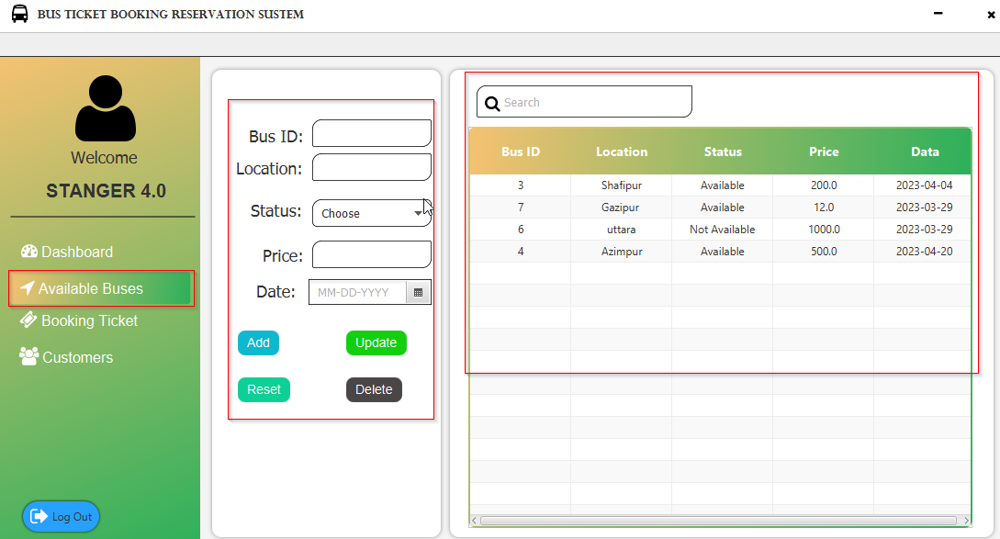 BUS TICKET BOOKING RESERVATION SUSTEM
Welcome
STANGER 4.0
Dashboard
Available Buses
Booking Ticket
Customers
Log Out
Bus ID:
Location:
Status: Choose
Price:
Date: MM-DD-YYYY
Add Update
Reset Delete
Search
Bus ID Location Status Price Data
3 Shafipur Available 200.0 2023-04-04
7 Gazipur Available 12.0 2023-03-29
6 uttara Not Available 1000.0 2023-03-29
4 Azimpur Available 500.0 2023-04-20